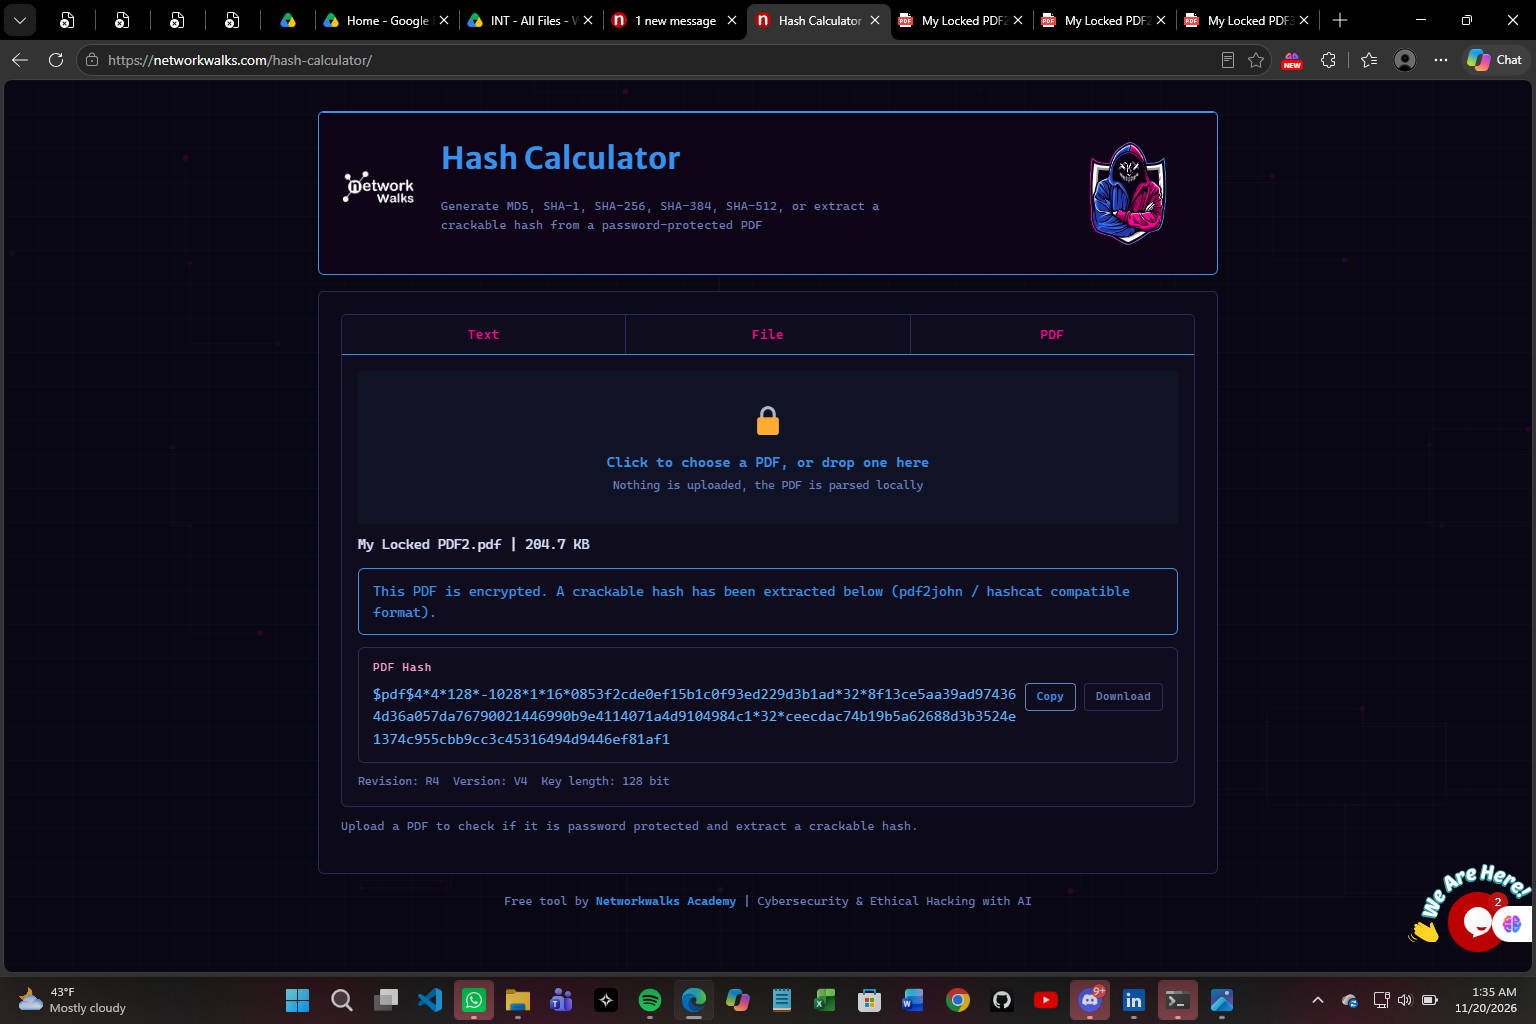 Home - Google
INT - All Files -
1 new message
Hash Calculator
My Locked PDF2
My Locked PDF2
My Locked PDF3
https://networkwalks.com/hash-calculator/
NEW
Chat
network
Walks
Hash Calculator
Generate MD5, SHA-1, SHA-256, SHA-384, SHA-512, or extract a
crackable hash from a password-protected PDF
Text
File
PDF
Click to choose a PDF, or drop one here
Nothing is uploaded, the PDF is parsed locally
My Locked PDF2.pdf | 204.7 KB
This PDF is encrypted. A crackable hash has been extracted below (pdf2john / hashcat compatible
format).
PDF Hash
$pdf$4*4*128*-1028*1*16*0853f2cde0ef15b1c0f93ed229d3b1ad*32*8f13ce5aa39ad97436
4d36a057da76790021446990b9e4114071a4d9104984c1*32*ceecdac74b19b5a62688d3b3524e
1374c955cbb9cc3c45316494d9446ef81af1
Copy
Download
Revision: R4 Version: V4 Key length: 128 bit
Upload a PDF to check if it is password protected and extract a crackable hash.
Free tool by Networkwalks Academy | Cybersecurity & Ethical Hacking with AI
We Are Here!
2
43°F
Mostly cloudy
9+
1:35 AM
11/20/2026